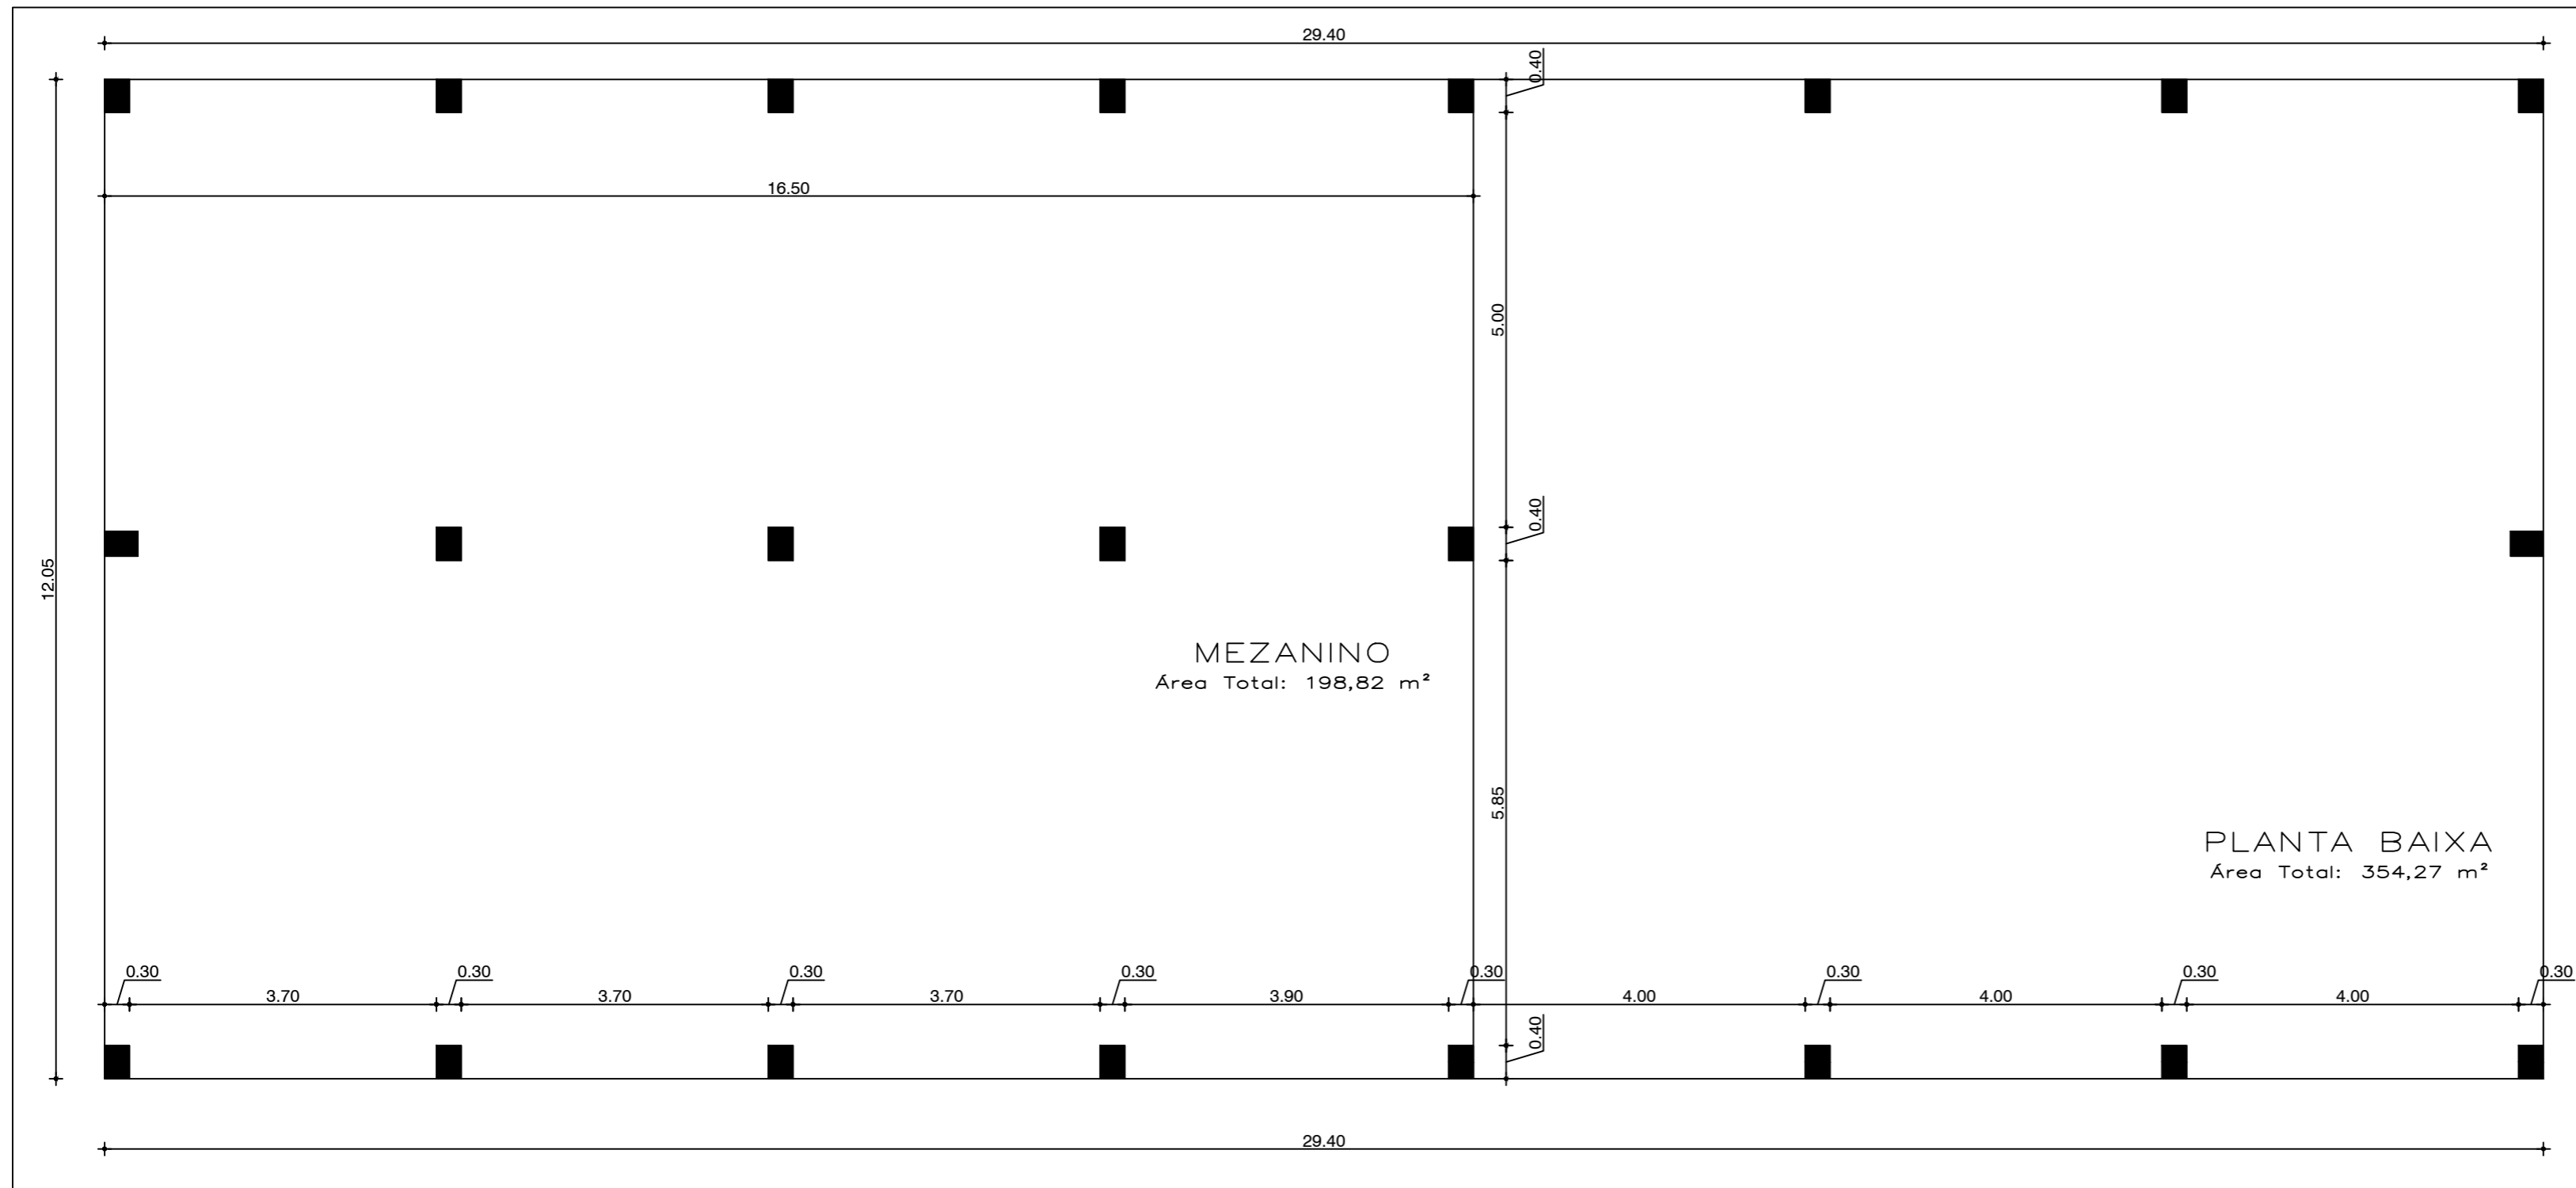 29.40
0.40
16.50
5.00
0.40
12.05
MEZANINO
Área Total: 198,82 m²
5.85
PLANTA BAIXA
Área Total: 354,27 m²
0.30 0.30 0.30 0.30 0.30 0.30 0.30 0.30
3.70 3.70 3.70 3.90 4.00 4.00 4.00
0.40
29.40